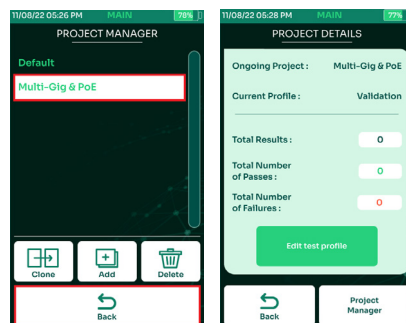 11/08/22 05:26 PM MAIN 78%
PROJECT MANAGER
Default
Multi-Gig & PoE
Clone Add Delete
Back
11/08/22 05:28 PM MAIN 77%
PROJECT DETAILS
Ongoing Project : Multi-Gig & PoE
Current Profile : Validation
Total Results : 0
Total Number
of Passes : 0
Total Number
of Failures : 0
Edit test profile
Back
Project
Manager